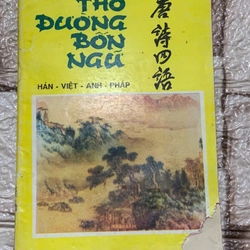 THƠ
ĐƯỜNG
BỐN
NGỮ
HÁN - VIỆT - ANH - PHÁP
唐詩四語